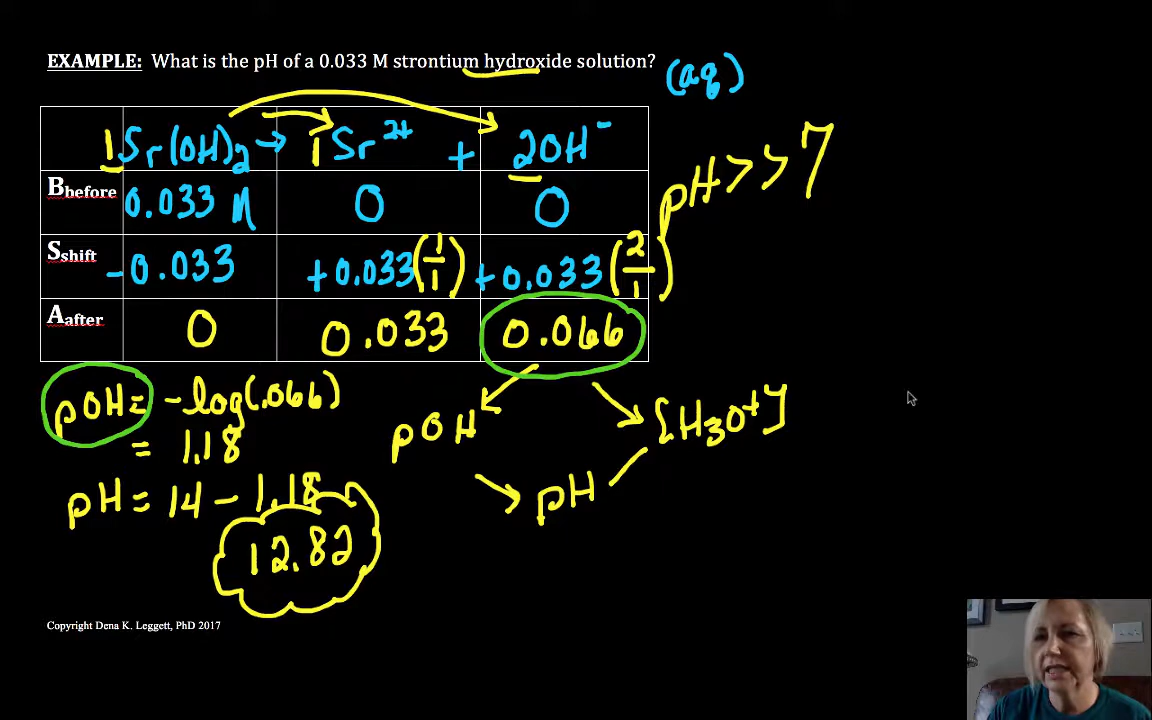 EXAMPLE: What is the pH of a 0.033 M strontium hydroxide solution? (aq)
1Sr(OH)2 → 1Sr2+ + 2OH-
pH >> 7
Bbefore 0.033 M 0 0
Sshift -0.033 +0.033(1/1) +0.033(2/1)
Aafter 0 0.033 0.066
pOH = -log(.066)
= 1.18
pH = 14 - 1.18
12.82
pOH [H3O+]
pH
Copyright Dena K. Leggett, PhD 2017